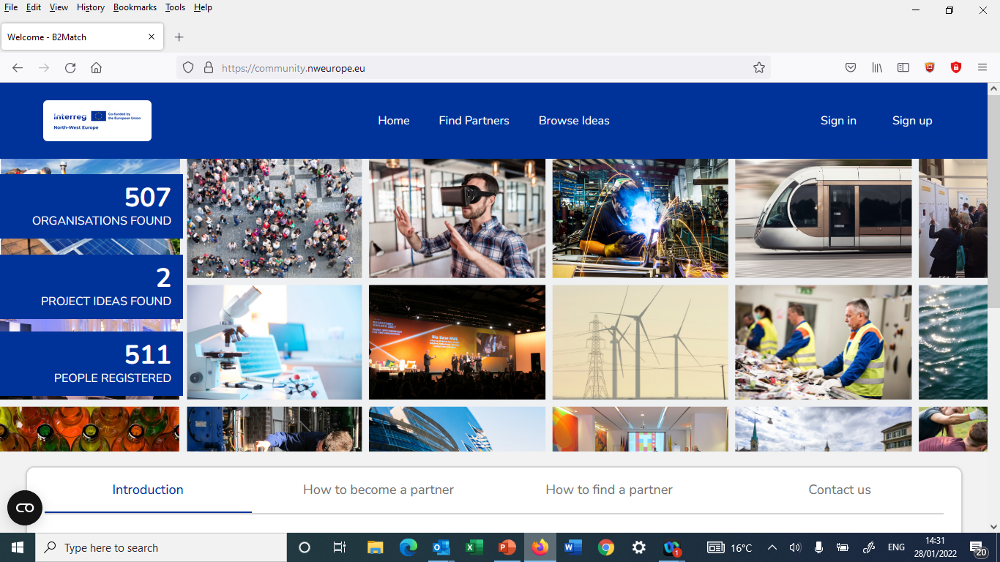 File Edit View History Bookmarks Tools Help
Welcome - B2Match
https://community.nweurope.eu
Interreg
Co-funded by
the European Union
North-West Europe
Home Find Partners Browse Ideas Sign in Sign up
507
ORGANISATIONS FOUND
2
PROJECT IDEAS FOUND
511
PEOPLE REGISTERED
Introduction How to become a partner How to find a partner Contact us
Type here to search
1
16°C
ENG
14:31
28/01/2022
20